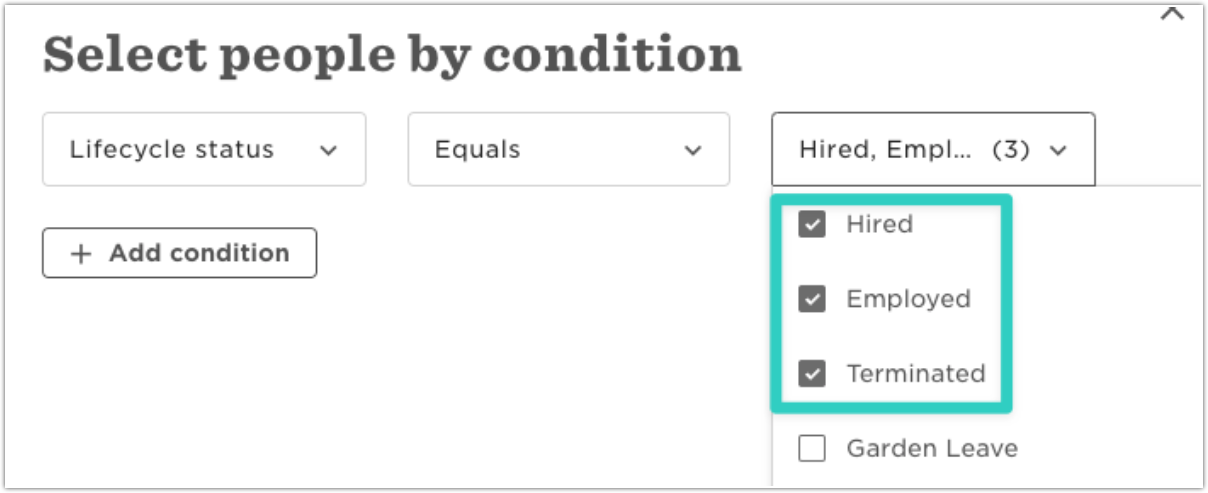 Select people by condition
Lifecycle status Equals Hired, Empl... (3)
+ Add condition
Hired
Employed
Terminated
Garden Leave